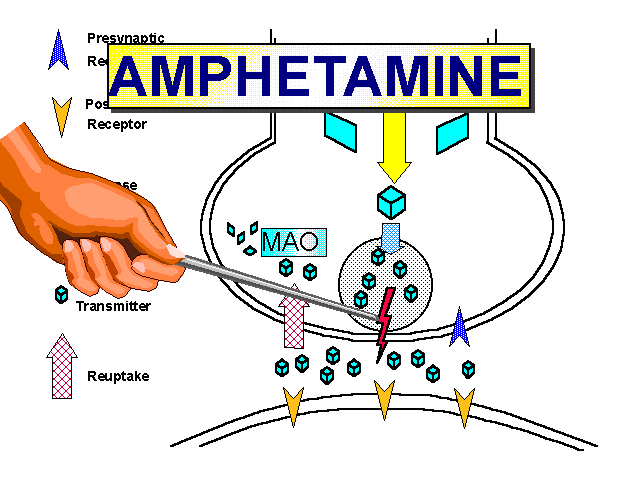 Presynaptic
AMPHETAMINE
Receptor
MAO
Transmitter
Reuptake